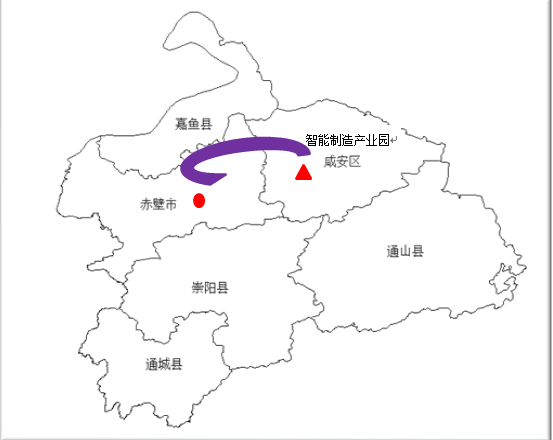 嘉鱼县
智能制造产业园
咸安区
赤壁市
通山县
崇阳县
通城县